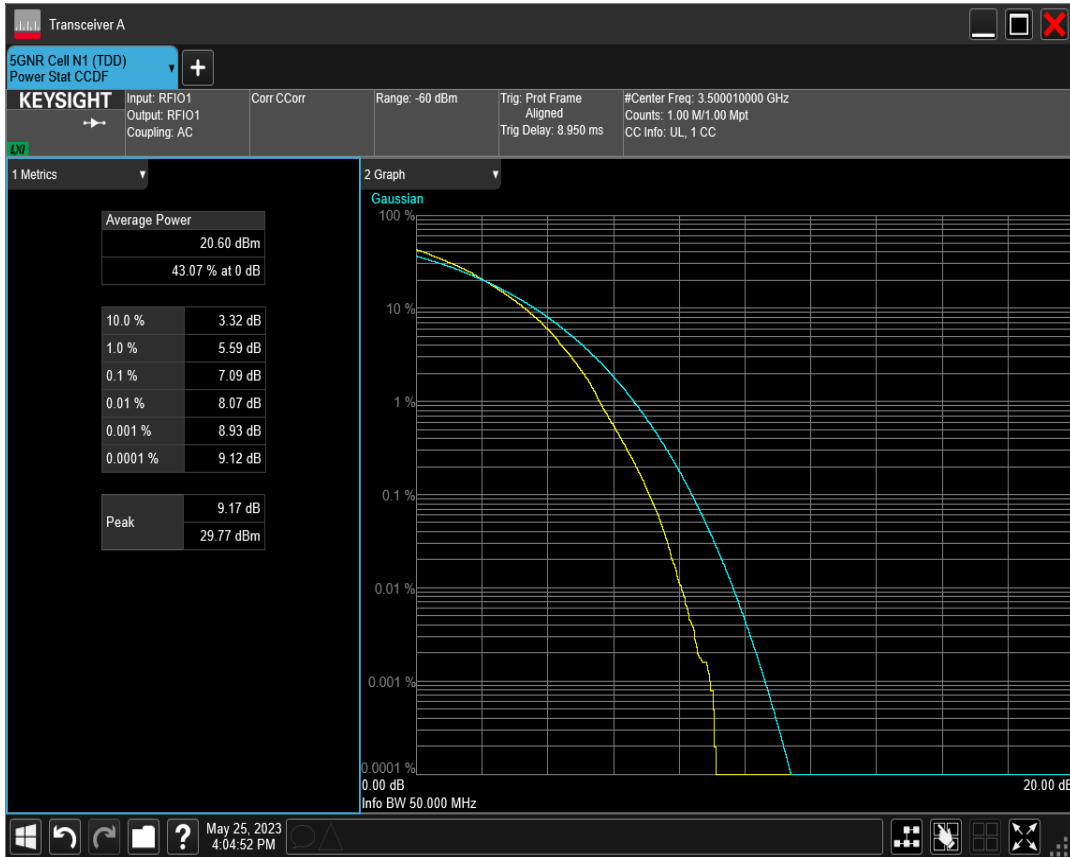 Transceiver A
5GNR Cell N1 (TDD)
Power Stat CCDF
+
KEYSIGHT
LXI
Input: RFIO1
Output: RFIO1
Coupling: AC
Corr CCorr
Range: -60 dBm
Trig: Prot Frame
Aligned
Trig Delay: 8.950 ms
#Center Freq: 3.500010000 GHz
Counts: 1.00 M/1.00 Mpt
CC Info: UL, 1 CC
1 Metrics
Average Power
20.60 dBm
43.07 % at 0 dB
10.0 % 3.32 dB
1.0 % 5.59 dB
0.1 % 7.09 dB
0.01 % 8.07 dB
0.001 % 8.93 dB
0.0001 % 9.12 dB
Peak 9.17 dB
29.77 dBm
2 Graph
Gaussian
100 %
10 %
1 %
0.1 %
0.01 %
0.001 %
0.0001 %
0.00 dB 20.00 dB
Info BW 50.000 MHz
?
May 25, 2023
4:04:52 PM